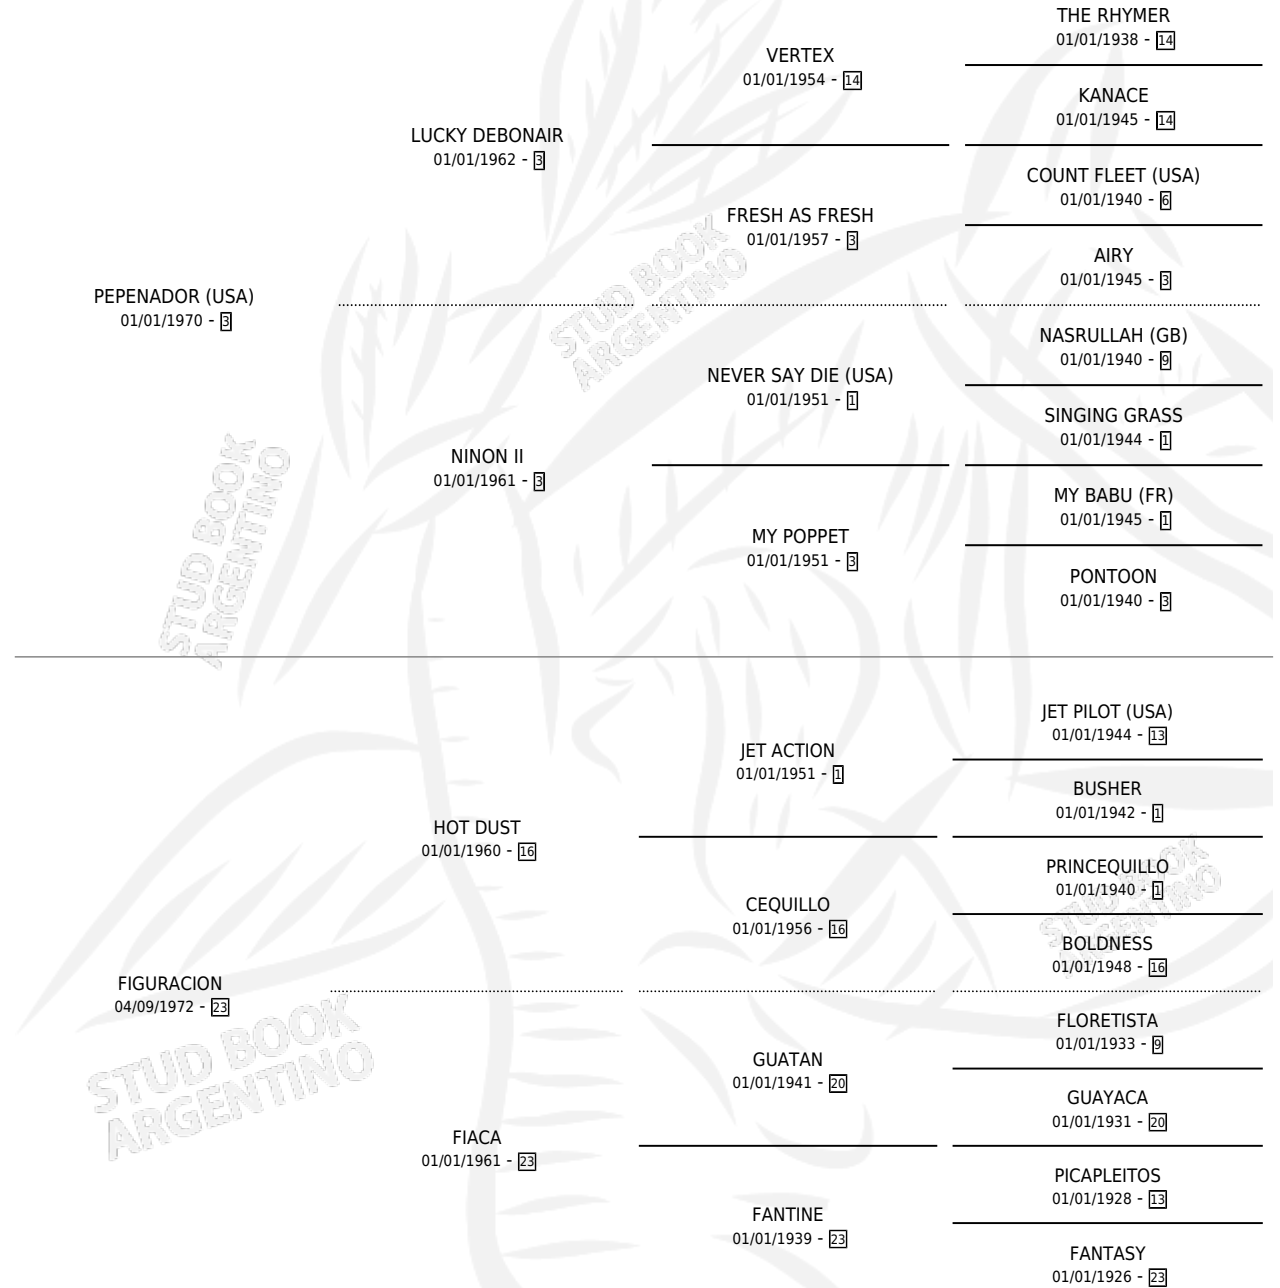 THE RHYMER
01/01/1938 - 14
VERTEX
01/01/1954 - 14
KANACE
01/01/1945 - 14
LUCKY DEBONAIR
01/01/1962 - 3
COUNT FLEET (USA)
01/01/1940 - 6
FRESH AS FRESH
01/01/1957 - 3
AIRY
01/01/1945 - 3
PEPENADOR (USA)
01/01/1970 - 3
NASRULLAH (GB)
01/01/1940 - 9
NEVER SAY DIE (USA)
01/01/1951 - 1
SINGING GRASS
01/01/1944 - 1
NINON II
01/01/1961 - 3
MY BABU (FR)
01/01/1945 - 1
MY POPPET
01/01/1951 - 3
PONTOON
01/01/1940 - 3
JET PILOT (USA)
01/01/1944 - 13
JET ACTION
01/01/1951 - 1
BUSHER
01/01/1942 - 1
HOT DUST
01/01/1960 - 16
PRINCEQUILLO
01/01/1940 - 1
CEQUILLO
01/01/1956 - 16
BOLDNESS
01/01/1948 - 16
FIGURACION
04/09/1972 - 23
FLORETISTA
01/01/1933 - 9
GUATAN
01/01/1941 - 20
GUAYACA
01/01/1931 - 20
FIACA
01/01/1961 - 23
PICAPLEITOS
01/01/1928 - 13
FANTINE
01/01/1939 - 23
FANTASY
01/01/1926 - 23
STUD BOOK
ARGENTINO
STUD BOOK
ARGENTINO
STUD BOOK
ARGENTINO
STUD BOOK
ARGENTINO